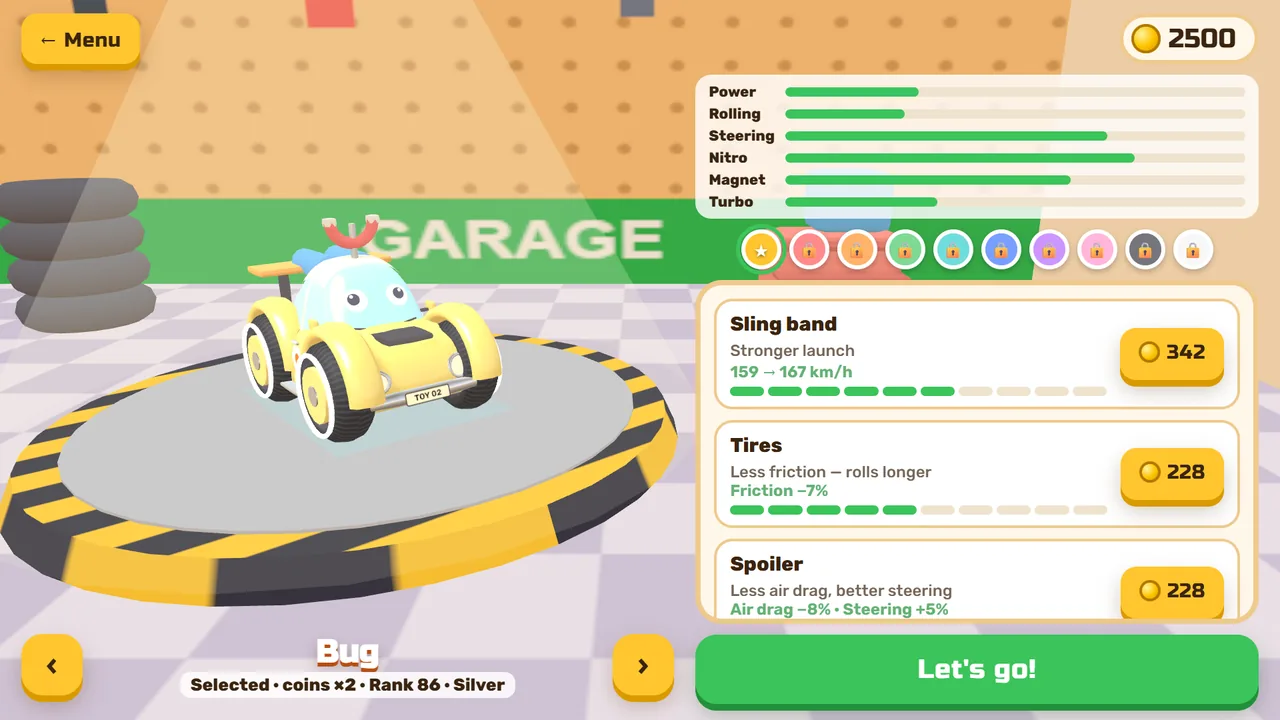 ← Menu
2500
Power
Rolling
Steering
Nitro
Magnet
Turbo
GARAGE
TOY 02
Sling band
Stronger launch
159 → 167 km/h
342
Tires
Less friction — rolls longer
Friction −7%
228
Spoiler
Less air drag, better steering
Air drag −8% · Steering +5%
228
Bug
Selected · coins ×2 · Rank 86 · Silver
Let's go!